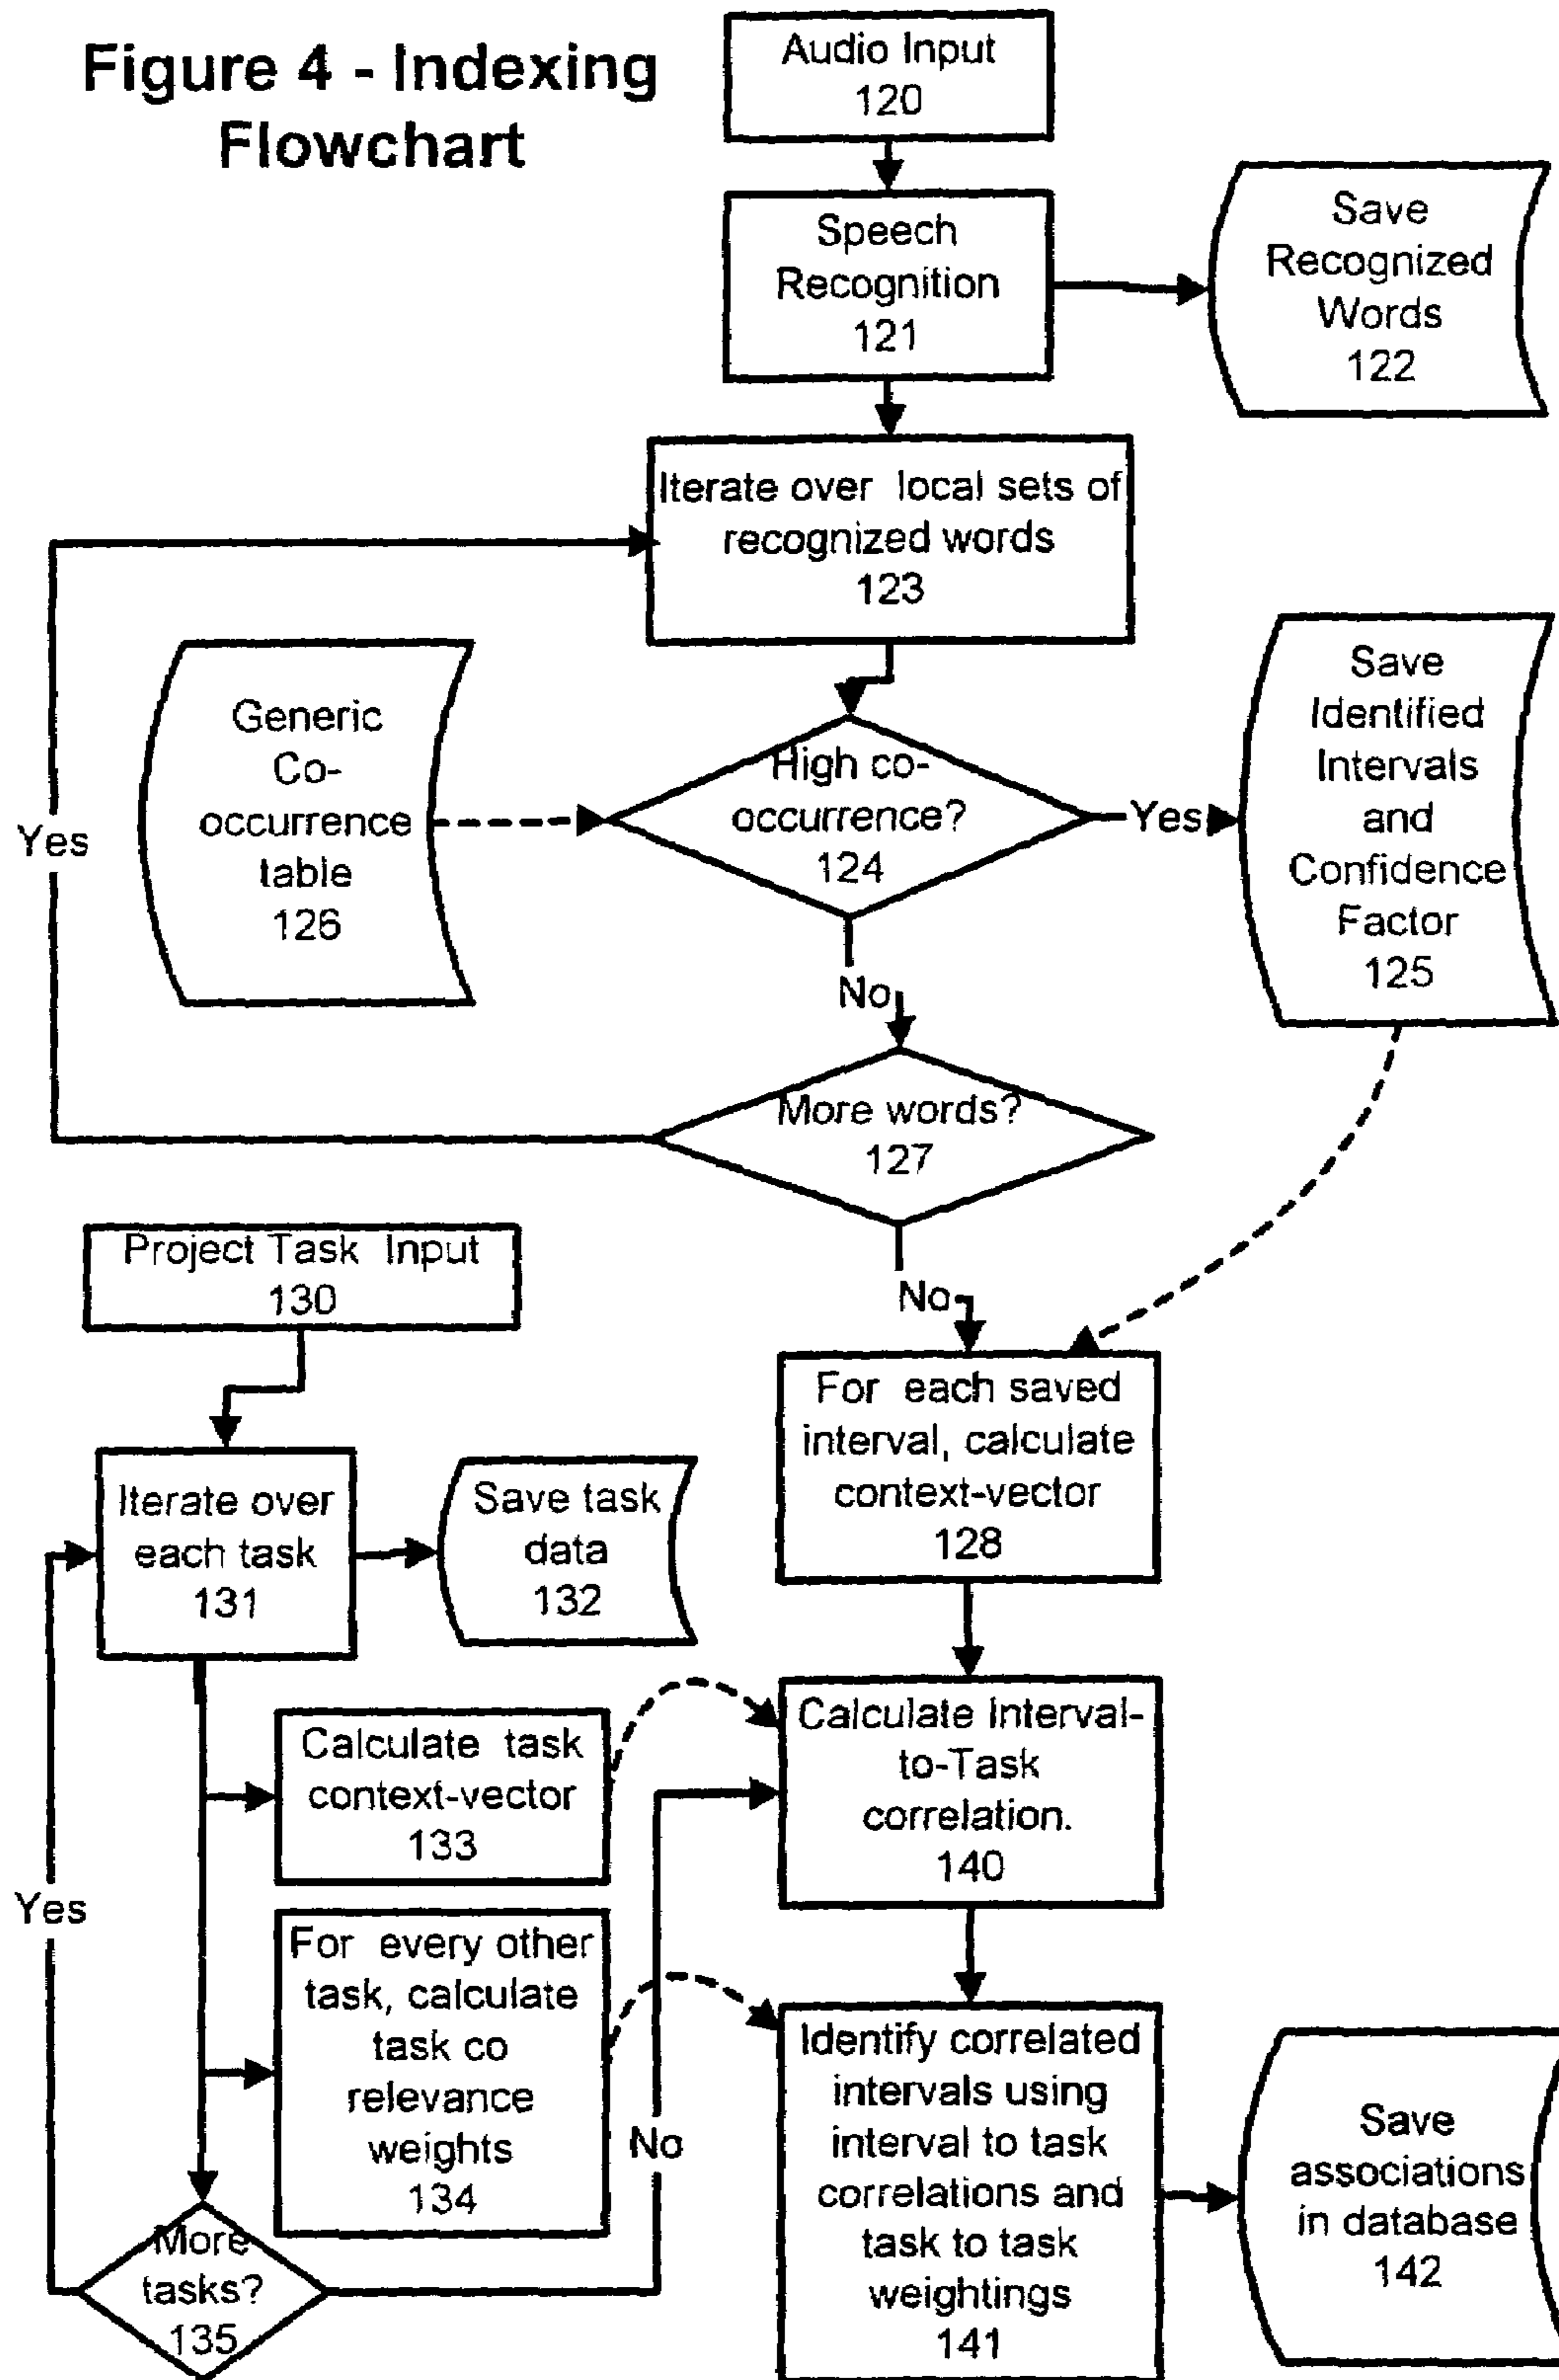 Figure 4 - Indexing
Flowchart
Audio Input
120
Speech
Recognition
121
Save
Recognized
Words
122
Iterate over local sets of
recognized words
123
Generic
Co-
occurrence
table
126
High co-
occurrence?
124
Yes
Save
Identified
Intervals
and
Confidence
Factor
125
Yes
No
More words?
127
No
Project Task Input
130
For each saved
interval, calculate
context-vector
128
Iterate over
each task
131
Save task
data
132
Calculate task
context-vector
133
Calculate Interval-
to-Task
correlation.
140
Yes
For every other
task, calculate
task co
relevance
weights
134
No
Identify correlated
intervals using
interval to task
correlations and
task to task
weightings
141
Save
associations
in database
142
More
tasks?
135